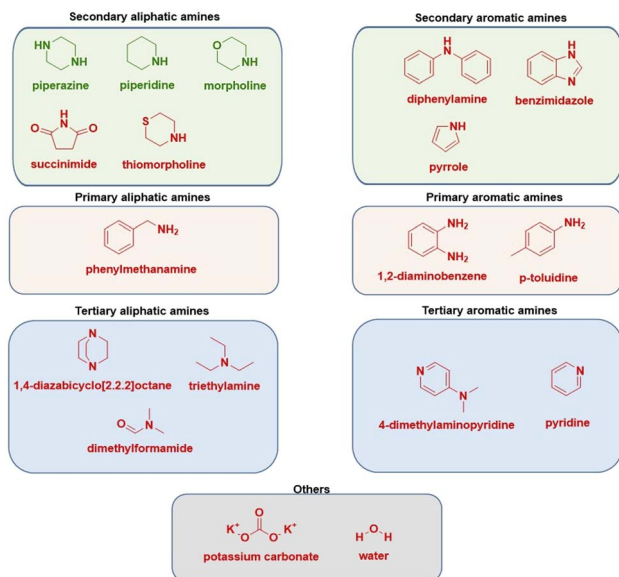 Secondary aliphatic amines
HN
NH
piperazine
NH
piperidine
O
NH
morpholine
H
N
O
O
succinimide
S
NH
thiomorpholine
Secondary aromatic amines
H
N
diphenylamine
H
N
N
benzimidazole
NH
pyrrole
Primary aliphatic amines
NH2
phenylmethanamine
Primary aromatic amines
NH2
NH2
1,2-diaminobenzene
NH2
p-toluidine
Tertiary aliphatic amines
N
N
1,4-diazabicyclo[2.2.2]octane
N
triethylamine
O
N
dimethylformamide
Tertiary aromatic amines
N
N
4-dimethylaminopyridine
N
pyridine
Others
O
K+ -O O- K+
potassium carbonate
H O H
water